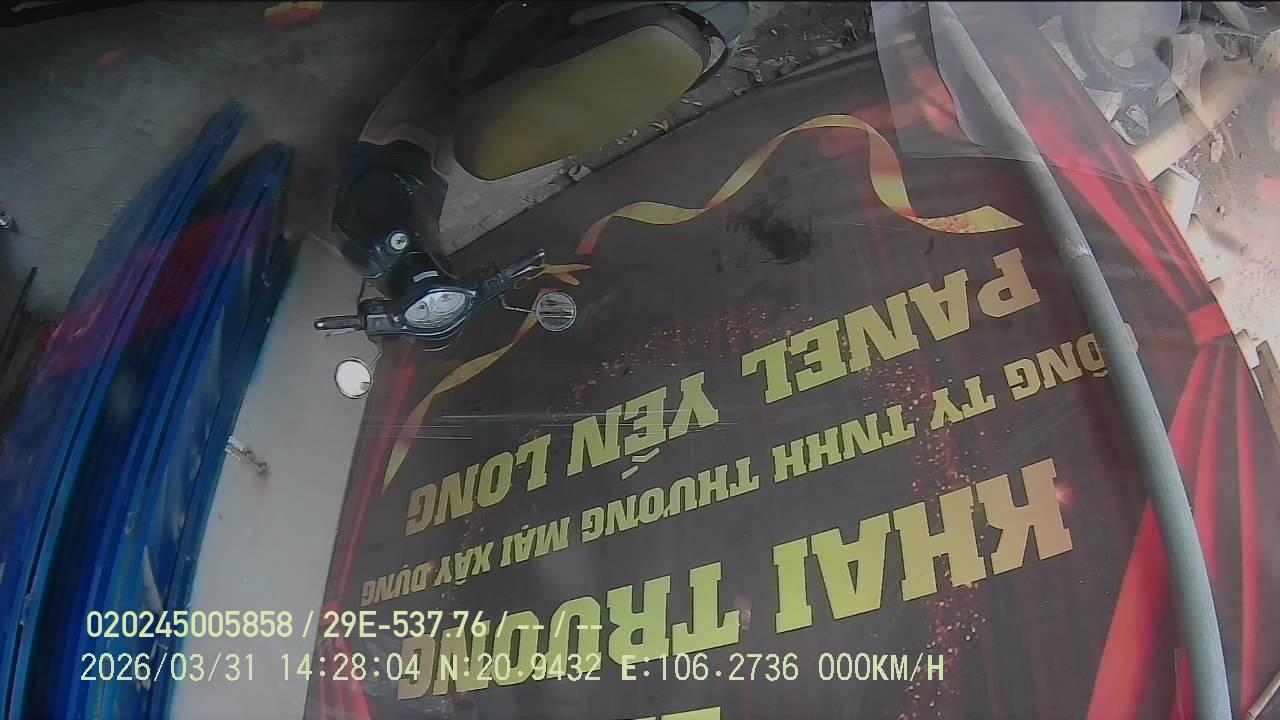 KHAI TRƯƠNG
CÔNG TY TNHH THƯƠNG MẠI XÂY DỰNG
PANEL YẾN LONG
020245005858 / 29E-537.76 / -- / --
2026/03/31 14:28:04 N:20.9432 E:106.2736 000KM/H